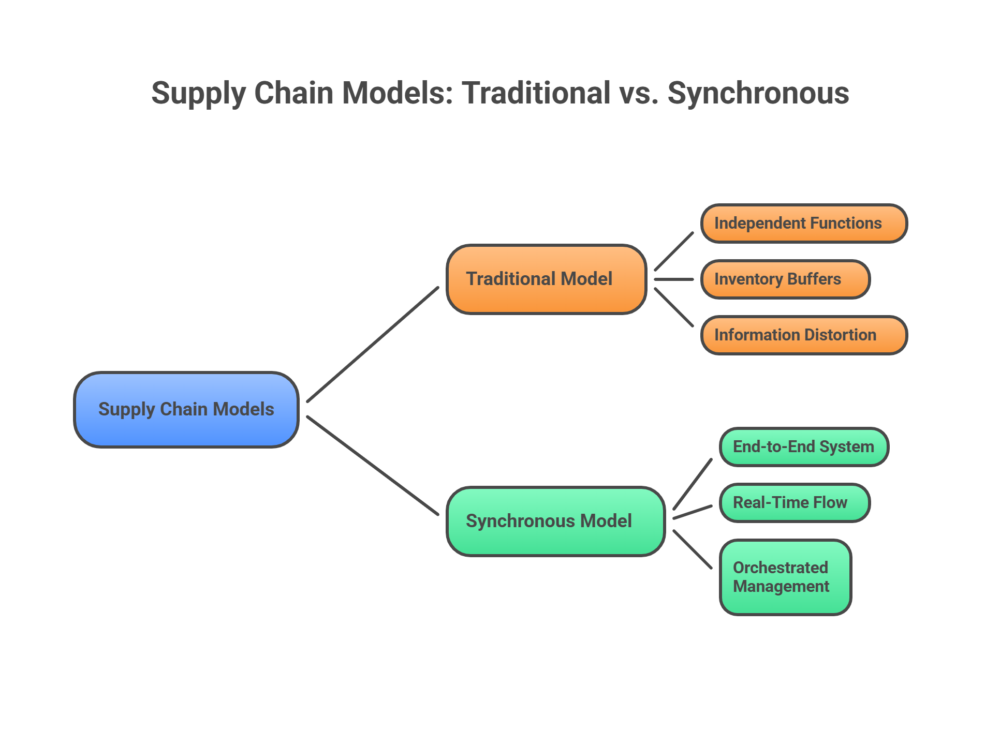 Supply Chain Models: Traditional vs. Synchronous
Supply Chain Models
Traditional Model
Independent Functions
Inventory Buffers
Information Distortion
Synchronous Model
End-to-End System
Real-Time Flow
Orchestrated
Management